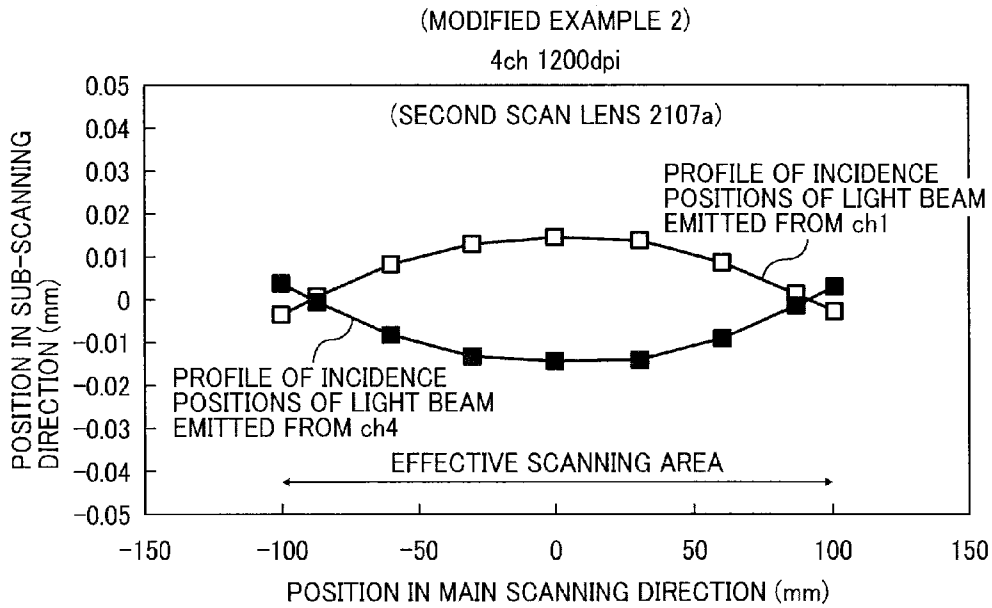 (MODIFIED EXAMPLE 2)
4ch 1200dpi
(SECOND SCAN LENS 2107a)
POSITION IN SUB-SCANNING
DIRECTION (mm)
0.05
0.04
0.03
0.02
0.01
0
-0.01
-0.02
-0.03
-0.04
-0.05
PROFILE OF INCIDENCE
POSITIONS OF LIGHT BEAM
EMITTED FROM ch1
PROFILE OF INCIDENCE
POSITIONS OF LIGHT BEAM
EMITTED FROM ch4
EFFECTIVE SCANNING AREA
-150 -100 -50 0 50 100 150
POSITION IN MAIN SCANNING DIRECTION (mm)